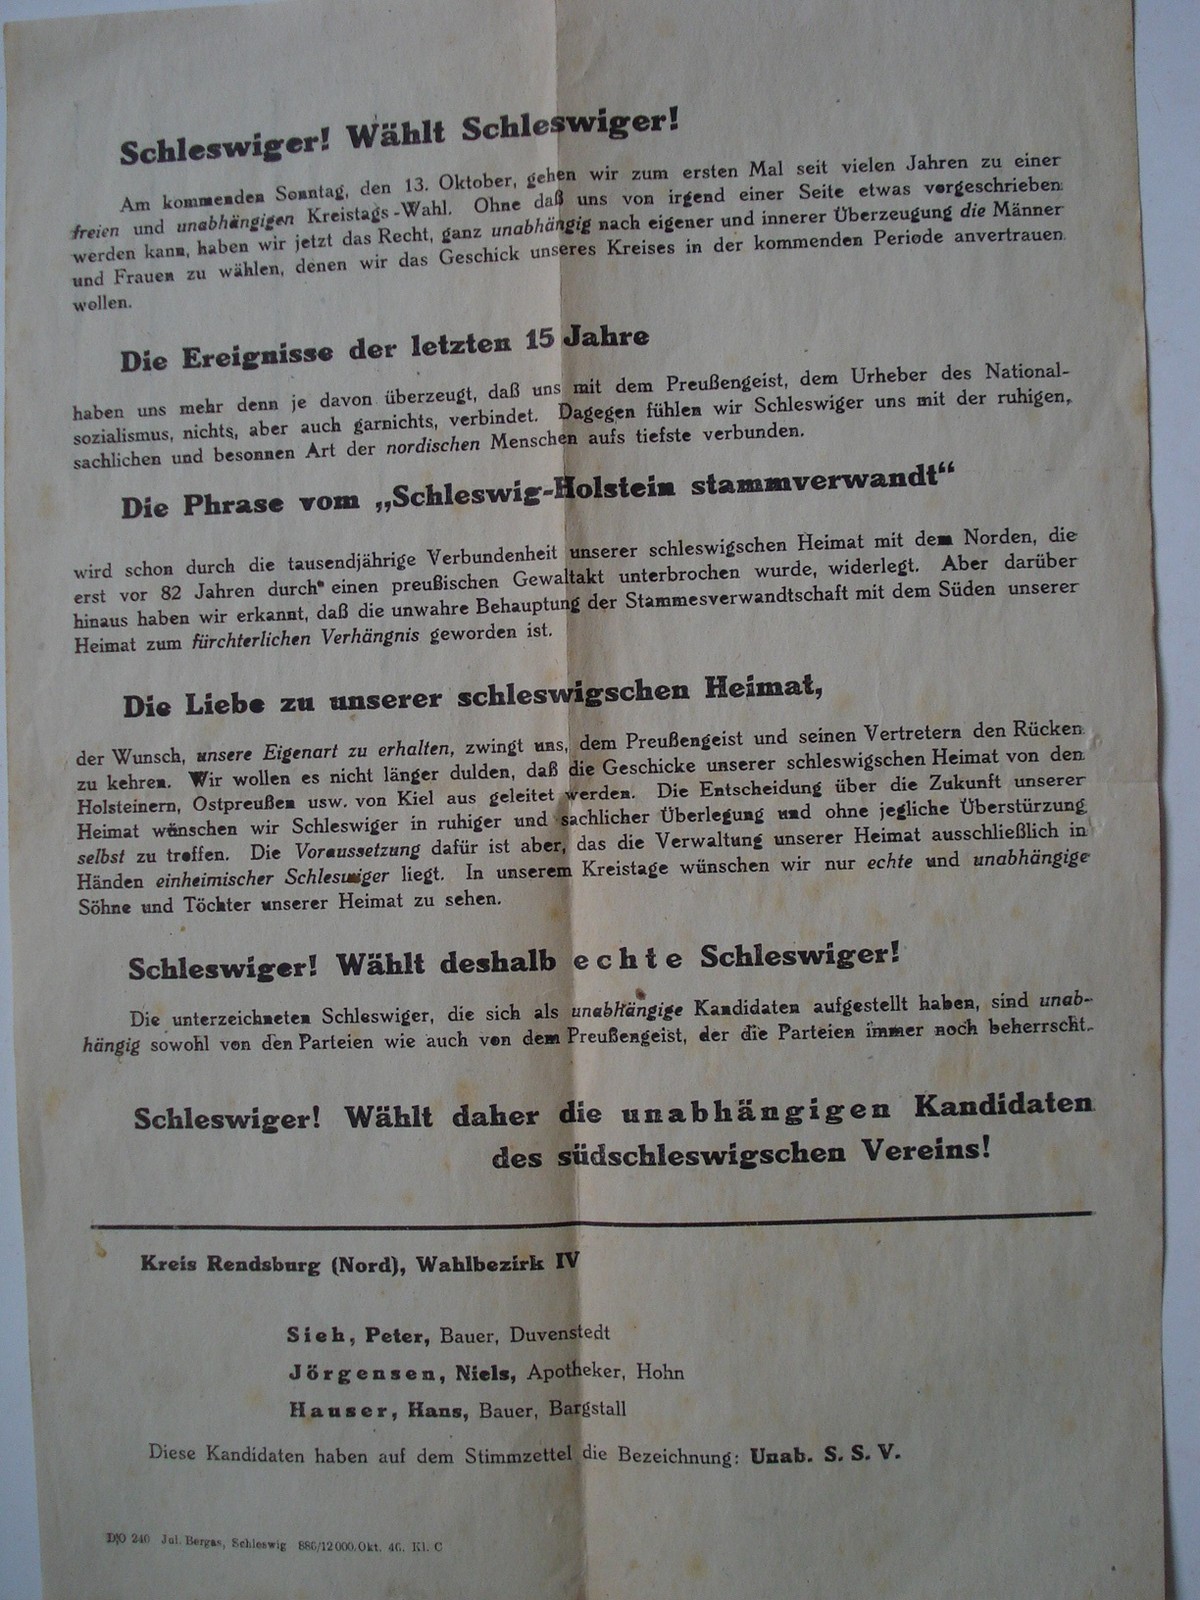 Schleswiger! Wählt Schleswiger!
Am kommenden Sonntag, den 13. Oktober, gehen wir zum ersten Mal seit vielen Jahren zu einer
freien und unabhängigen Kreistags-Wahl. Ohne daß uns von irgend einer Seite etwas vorgeschrieben
werden kann, haben wir jetzt das Recht, ganz unabhängig nach eigener und innerer Überzeugung die Männer
und Frauen zu wählen, denen wir das Geschick unseres Kreises in der kommenden Periode anvertrauen
wollen.
Die Ereignisse der letzten 15 Jahre
haben uns mehr denn je davon überzeugt, daß uns mit dem Preußengeist, dem Urheber des National-
sozialismus, nichts, aber auch garnichts, verbindet. Dagegen fühlen wir Schleswiger uns mit der ruhigen,
sachlichen und besonnen Art der nordischen Menschen aufs tiefste verbunden.
Die Phrase vom „Schleswig-Holstein stammverwandt“
wird schon durch die tausendjährige Verbundenheit unserer schleswigschen Heimat mit dem Norden, die
erst vor 82 Jahren durch einen preußischen Gewaltakt unterbrochen wurde, widerlegt. Aber darüber
hinaus haben wir erkannt, daß die unwahre Behauptung der Stammesverwandtschaft mit dem Süden unserer
Heimat zum fürchterlichen Verhängnis geworden ist.
Die Liebe zu unserer schleswigschen Heimat,
der Wunsch, unsere Eigenart zu erhalten, zwingt uns, dem Preußengeist und seinen Vertretern den Rücken
zu kehren. Wir wollen es nicht länger dulden, daß die Geschicke unserer schleswigschen Heimat von den
Holsteinern, Ostpreußen usw. von Kiel aus geleitet werden. Die Entscheidung über die Zukunft unserer
Heimat wünschen wir Schleswiger in ruhiger und sachlicher Überlegung und ohne jegliche Überstürzung
selbst zu treffen. Die Voraussetzung dafür ist aber, das die Verwaltung unserer Heimat ausschließlich in
Händen einheimischer Schleswiger liegt. In unserem Kreistage wünschen wir nur echte und unabhängige
Söhne und Töchter unserer Heimat zu sehen.
Schleswiger! Wählt deshalb echte Schleswiger!
Die unterzeichneten Schleswiger, die sich als unabhängige Kandidaten aufgestellt haben, sind unab-
hängig sowohl von den Parteien wie auch von dem Preußengeist, der die Parteien immer noch beherrscht.
Schleswiger! Wählt daher die unabhängigen Kandidaten
des südschleswigschen Vereins!
Kreis Rendsburg (Nord), Wahlbezirk IV
Sieh, Peter, Bauer, Duvenstedt
Jörgensen, Niels, Apotheker, Hohn
Hauser, Hans, Bauer, Bargstall
Diese Kandidaten haben auf dem Stimmzettel die Bezeichnung: Unab. S. S. V.
D/O 240 Jul. Bergas, Schleswig 886/12000. Okt. 46. Kl. C